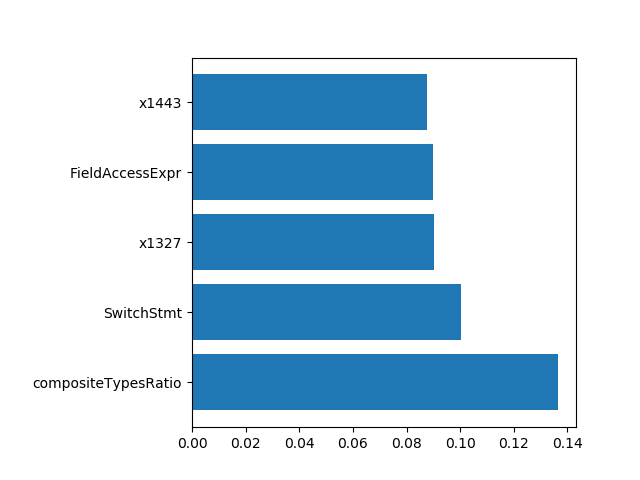 x1443
FieldAccessExpr
x1327
SwitchStmt
compositeTypesRatio
0.00 0.02 0.04 0.06 0.08 0.10 0.12 0.14